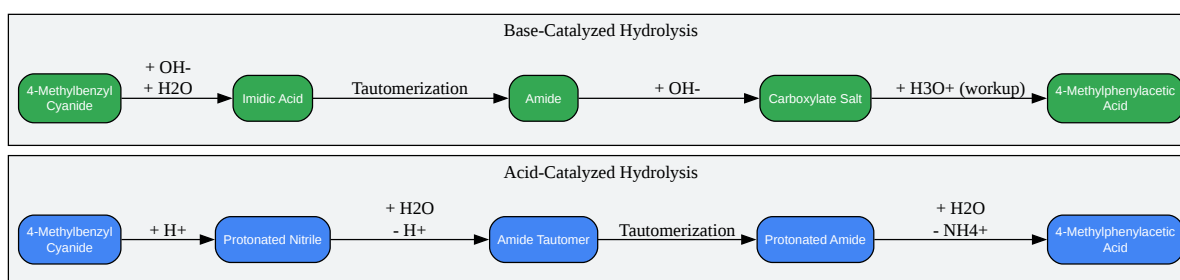 Base-Catalyzed Hydrolysis
4-Methylbenzyl
Cyanide
+ OH-
+ H2O
Imidic Acid
Tautomerization
Amide
+ OH-
Carboxylate Salt
+ H3O+ (workup)
4-Methylphenylacetic
Acid
Acid-Catalyzed Hydrolysis
4-Methylbenzyl
Cyanide
+ H+
Protonated Nitrile
+ H2O
- H+
Amide Tautomer
Tautomerization
Protonated Amide
+ H2O
- NH4+
4-Methylphenylacetic
Acid